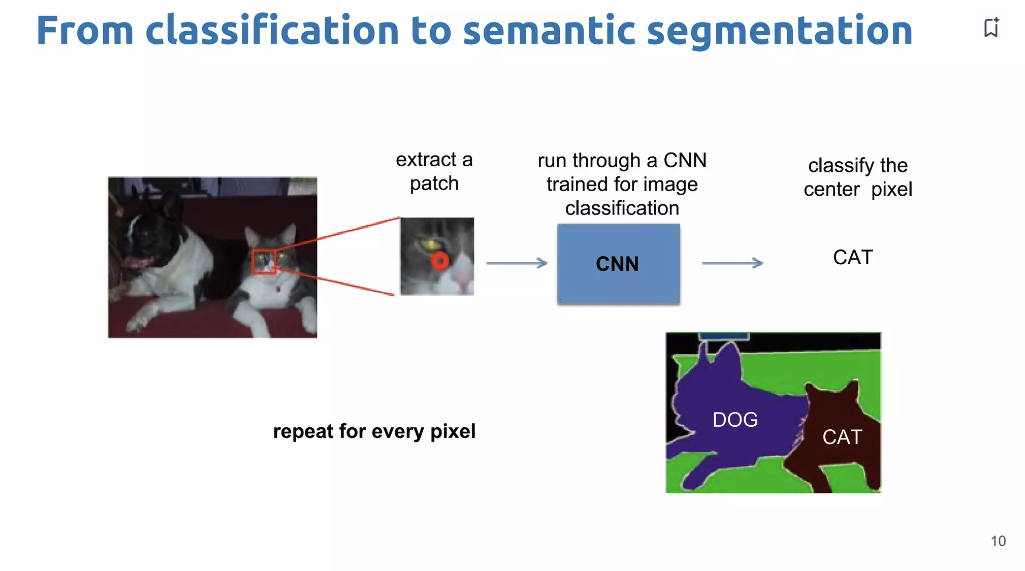 From classification to semantic segmentation
extract a
patch
run through a CNN
trained for image
classification
classify the
center pixel
CNN
CAT
DOG
CAT
repeat for every pixel
10